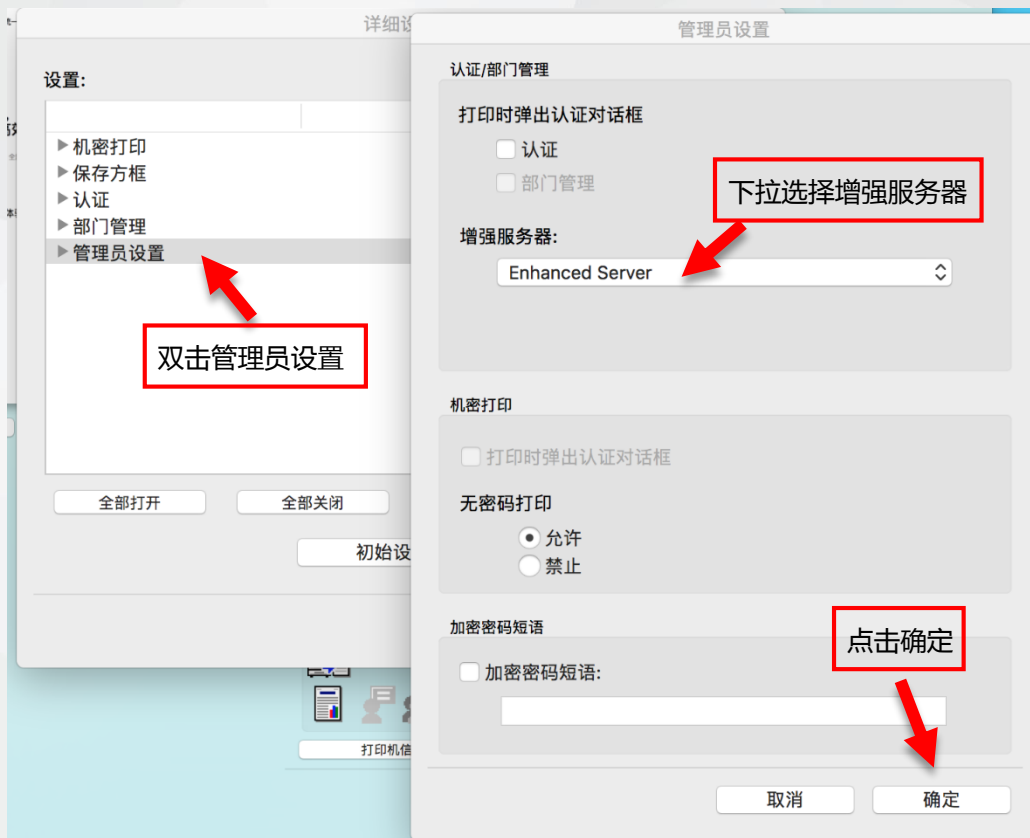 详细设
设置:
机密打印
保存方框
认证
部门管理
管理员设置
双击管理员设置
全部打开
全部关闭
初始设
打印机信
管理员设置
认证/部门管理
打印时弹出认证对话框
认证
部门管理
下拉选择增强服务器
增强服务器:
Enhanced Server
机密打印
打印时弹出认证对话框
无密码打印
允许
禁止
加密密码短语
点击确定
加密密码短语:
取消
确定